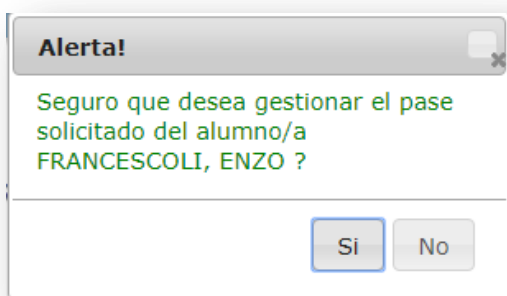 Alerta!
Seguro que desea gestionar el pase
solicitado del alumno/a
FRANCESCOLI, ENZO ?
Si
No